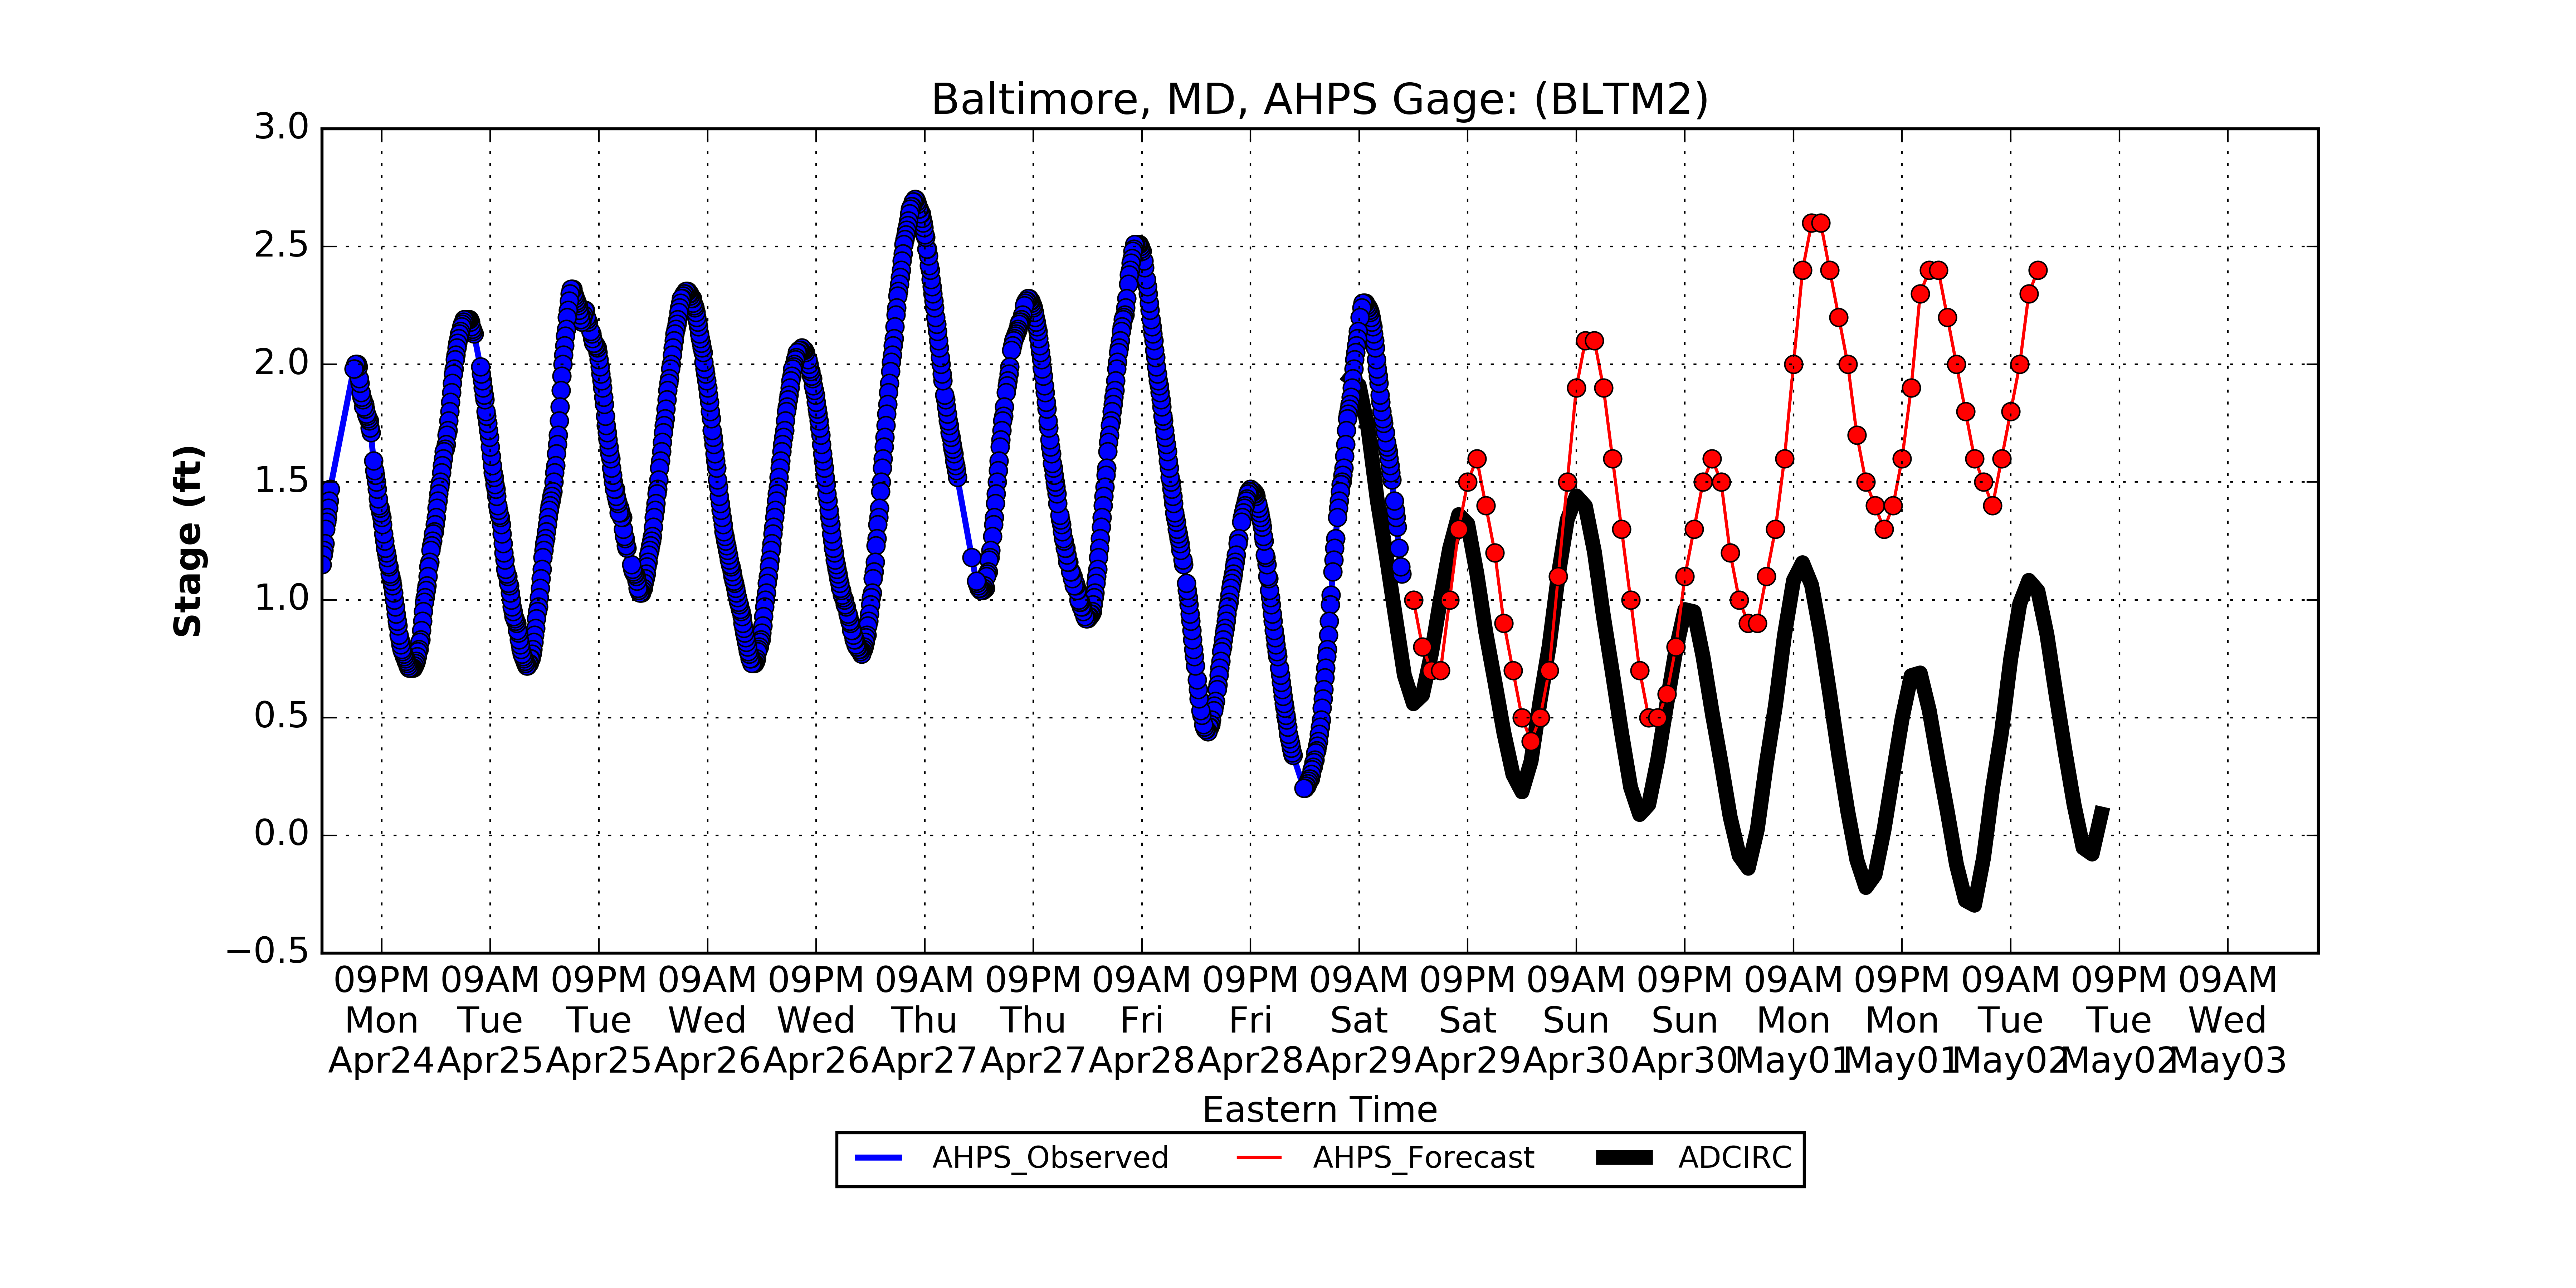 Baltimore, MD, AHPS Gage: (BLTM2)
3.0
2.5
2.0
1.5
1.0
0.5
0.0
−0.5
Stage (ft)
09PM 09AM 09PM 09AM 09PM 09AM 09PM 09AM 09PM 09AM 09PM 09AM 09PM 09AM 09PM 09AM 09PM 09AM
Mon Tue Tue Wed Wed Thu Thu Fri Fri Sat Sat Sun Sun Mon Mon Tue Tue Wed
Apr24 Apr25 Apr25 Apr26 Apr26 Apr27 Apr27 Apr28 Apr28 Apr29 Apr29 Apr30 Apr30 May01 May01 May02 May02 May03
Eastern Time
AHPS_Observed AHPS_Forecast ADCIRC